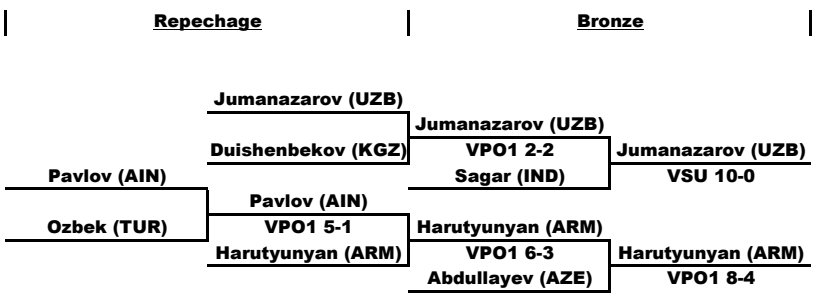 Repechage Bronze
Jumanazarov (UZB)
Jumanazarov (UZB)
Duishenbekov (KGZ) VPO1 2-2 Jumanazarov (UZB)
Pavlov (AIN) Sagar (IND) VSU 10-0
Pavlov (AIN)
Ozbek (TUR) VPO1 5-1 Harutyunyan (ARM)
Harutyunyan (ARM) VPO1 6-3 Harutyunyan (ARM)
Abdullayev (AZE) VPO1 8-4